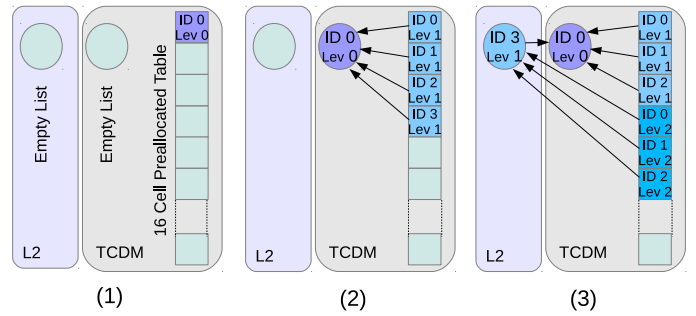 Empty List
L2
Empty List
16 Cell Preallocated Table
ID 0
Lev 0
TCDM
(1)
L2
ID 0
Lev 0
ID 0
Lev 1
ID 1
Lev 1
ID 2
Lev 1
ID 3
Lev 1
TCDM
(2)
ID 3
Lev 1
L2
ID 0
Lev 0
ID 0
Lev 1
ID 1
Lev 1
ID 2
Lev 1
ID 0
Lev 2
ID 1
Lev 2
ID 2
Lev 2
TCDM
(3)